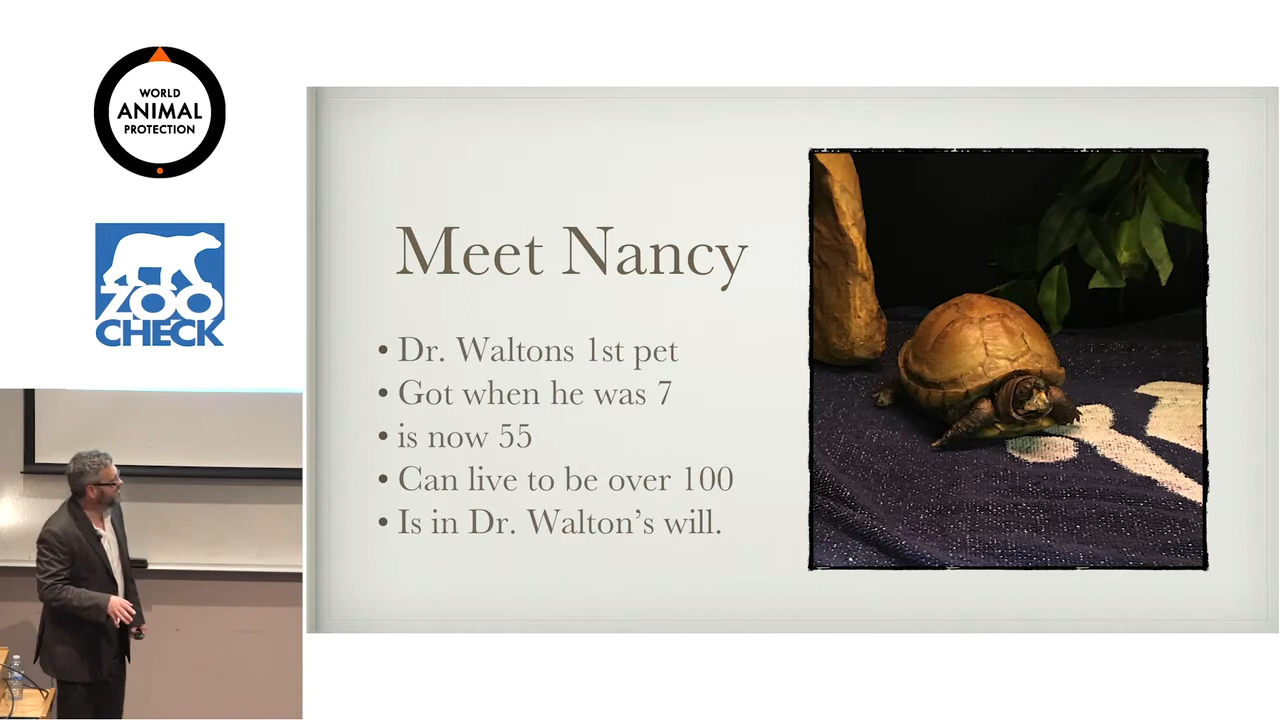 WORLD
ANIMAL
PROTECTION
ZOO
CHECK
Meet Nancy
• Dr. Waltons 1st pet
• Got when he was 7
• is now 55
• Can live to be over 100
• Is in Dr. Walton’s will.